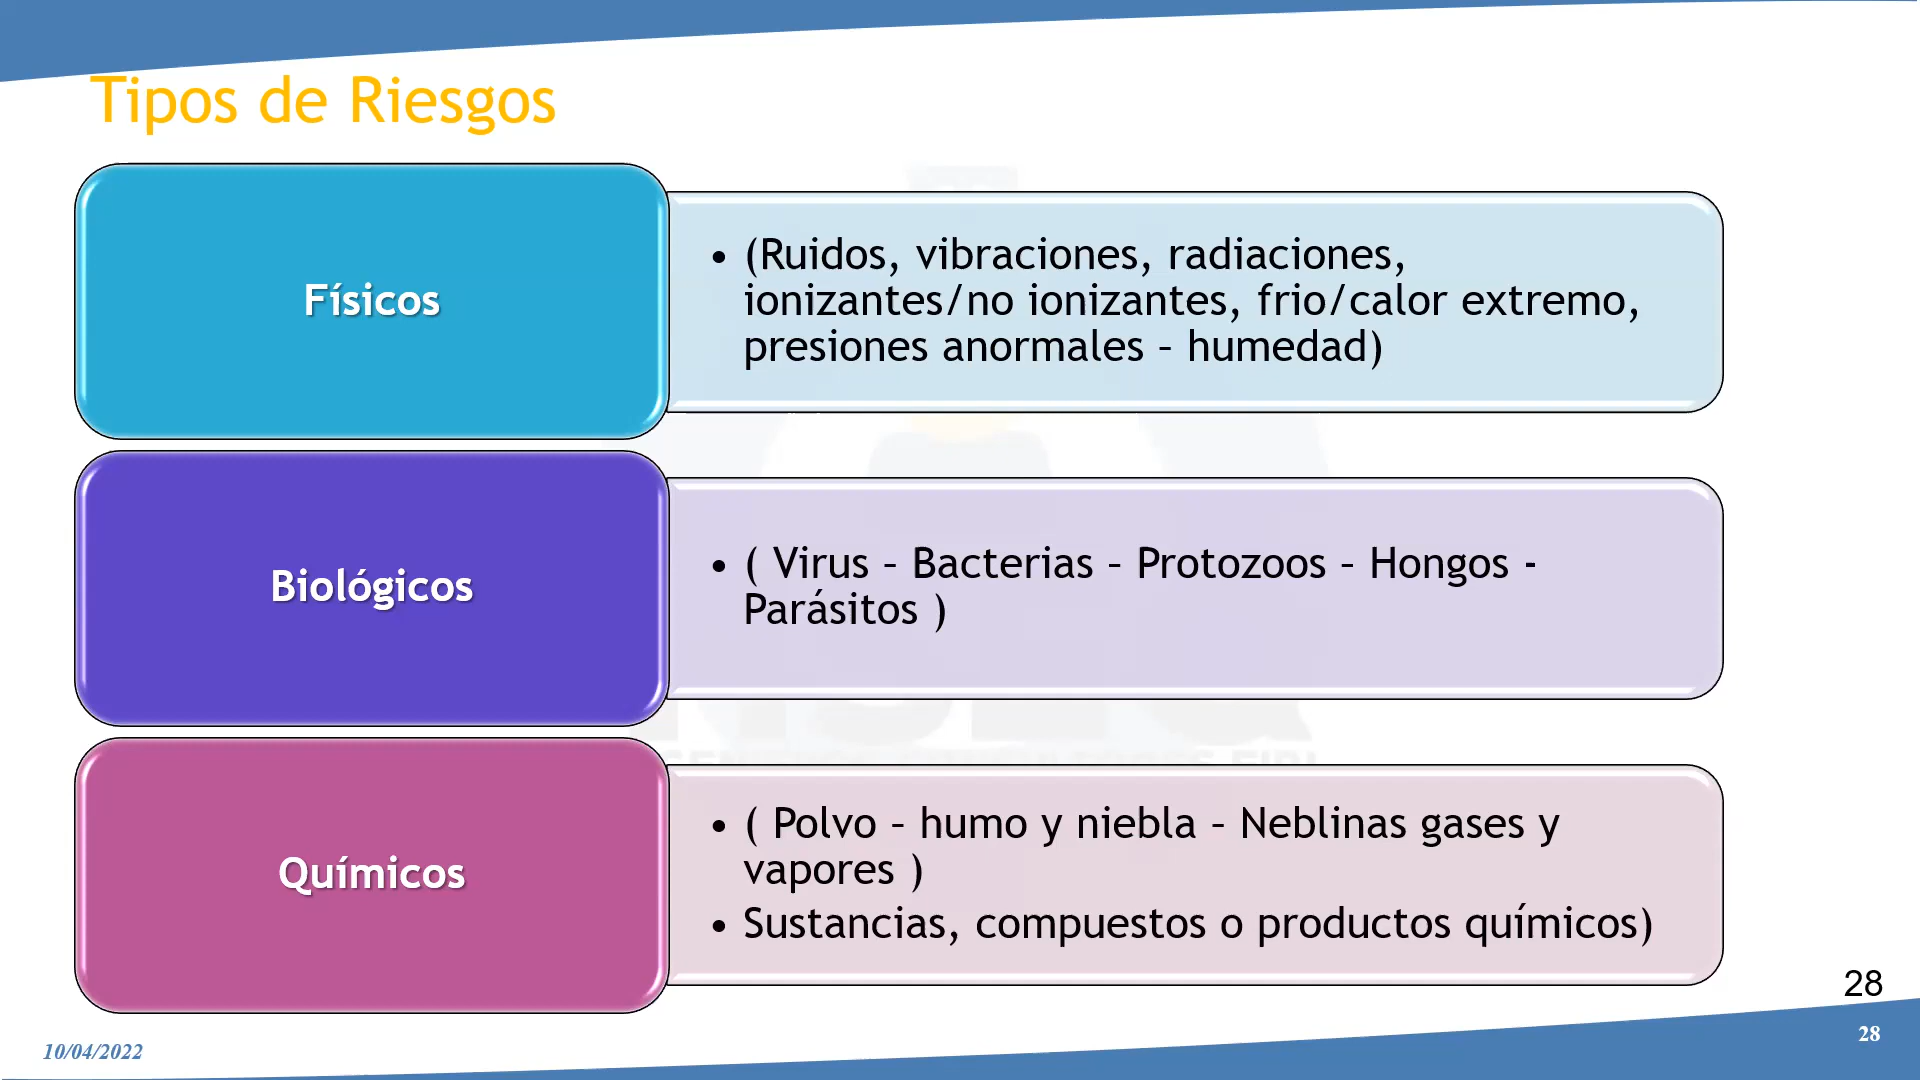 Tipos de Riesgos
Físicos
• (Ruidos, vibraciones, radiaciones,
ionizantes/no ionizantes, frio/calor extremo,
presiones anormales – humedad)
Biológicos
• ( Virus – Bacterias – Protozoos – Hongos -
Parásitos )
Químicos
• ( Polvo – humo y niebla – Neblinas gases y
vapores )
• Sustancias, compuestos o productos químicos)
28
28
10/04/2022